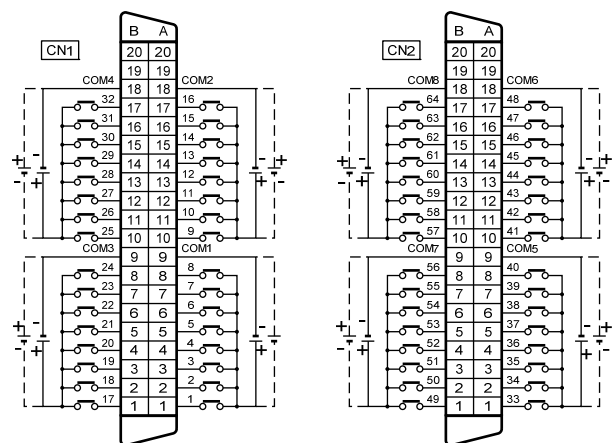 CN1
B A
20 20
19 19
COM4 18 18 COM2
32 17 17 16
31 16 16 15
30 15 15 14
+ - 29 14 14 13 - +
- + 28 13 13 12 + -
27 12 12 11
26 11 11 10
25 10 10 9
COM3 9 9 COM1
24 8 8 8
23 7 7 7
22 6 6 6
+ - 21 5 5 5 - +
- + 20 4 4 4 + -
19 3 3 3
18 2 2 2
17 1 1 1
CN2
B A
20 20
19 19
COM8 18 18 COM6
64 17 17 48
63 16 16 47
62 15 15 46
+ - 61 14 14 45 - +
- + 60 13 13 44 + -
59 12 12 43
58 11 11 42
57 10 10 41
COM7 9 9 COM5
56 8 8 40
55 7 7 39
54 6 6 38
+ - 53 5 5 37 - +
- + 52 4 4 36 + -
51 3 3 35
50 2 2 34
49 1 1 33